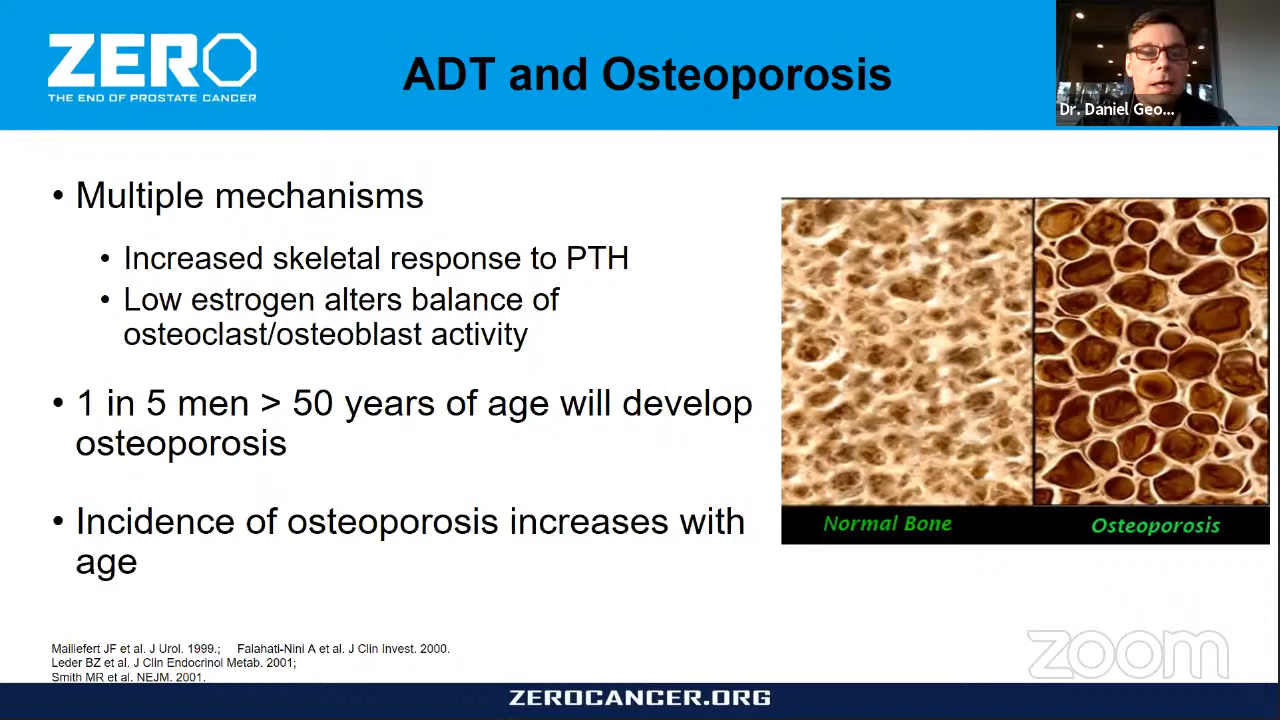 ZERO
THE END OF PROSTATE CANCER
ADT and Osteoporosis
Dr. Daniel Geo...
• Multiple mechanisms
• Increased skeletal response to PTH
• Low estrogen alters balance of
osteoclast/osteoblast activity
• 1 in 5 men > 50 years of age will develop
osteoporosis
• Incidence of osteoporosis increases with
age
Normal Bone
Osteoporosis
Maillefert JF et al. J Urol. 1999.; Falahati-Nini A et al. J Clin Invest. 2000.
Leder BZ et al. J Clin Endocrinol Metab. 2001;
Smith MR et al. NEJM. 2001.
zoom
ZEROCANCER.ORG